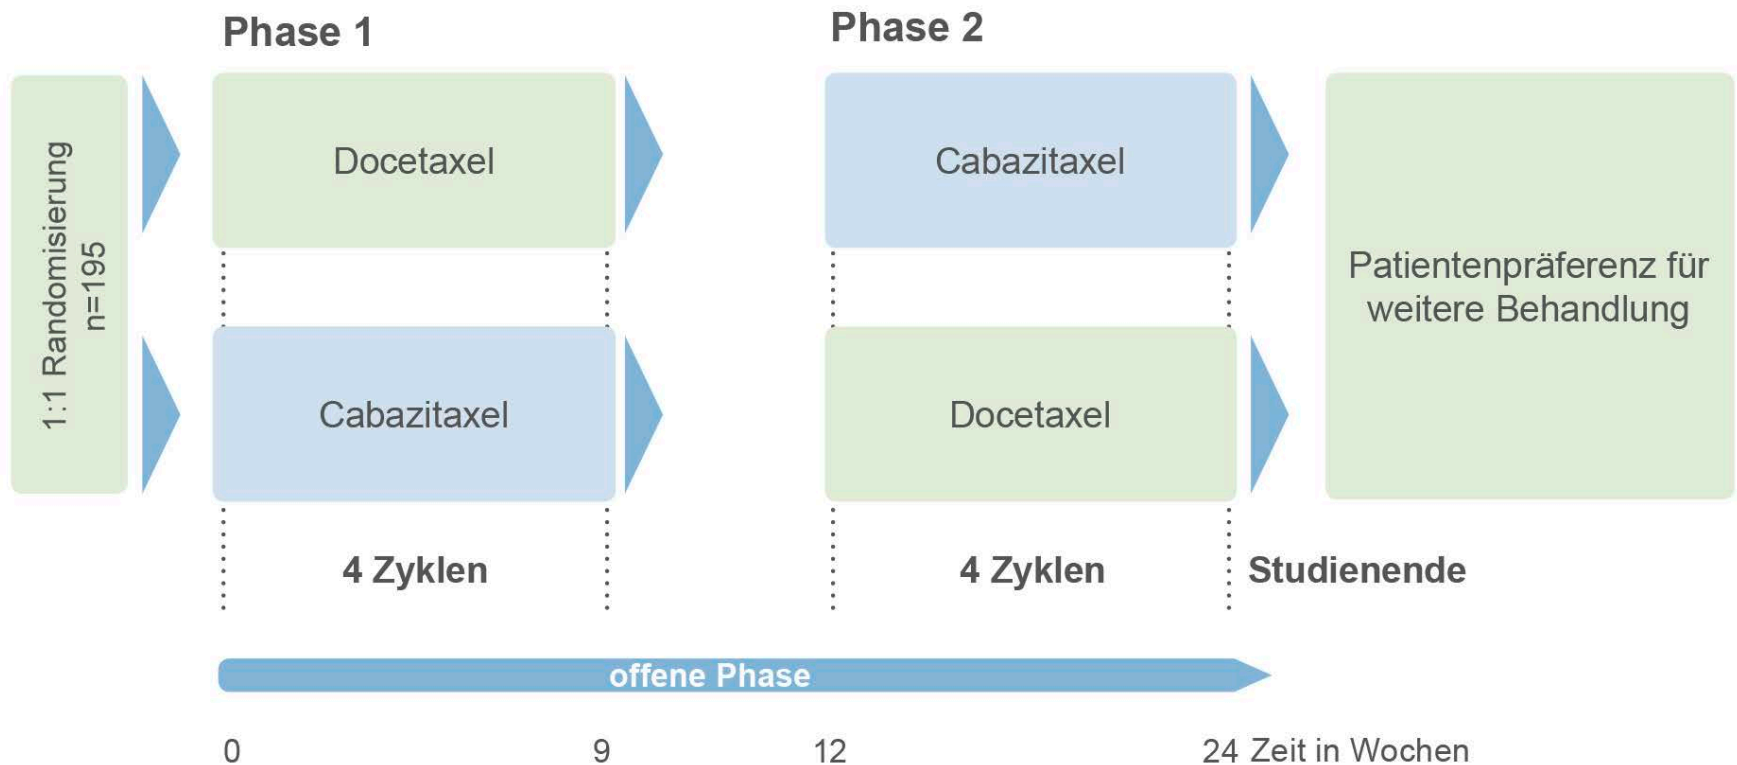 Phase 1
Phase 2
1:1 Randomisierung
n=195
Docetaxel
Cabazitaxel
Cabazitaxel
Docetaxel
Patientenpräferenz für
weitere Behandlung
4 Zyklen
4 Zyklen
Studienende
offene Phase
0
9
12
24 Zeit in Wochen